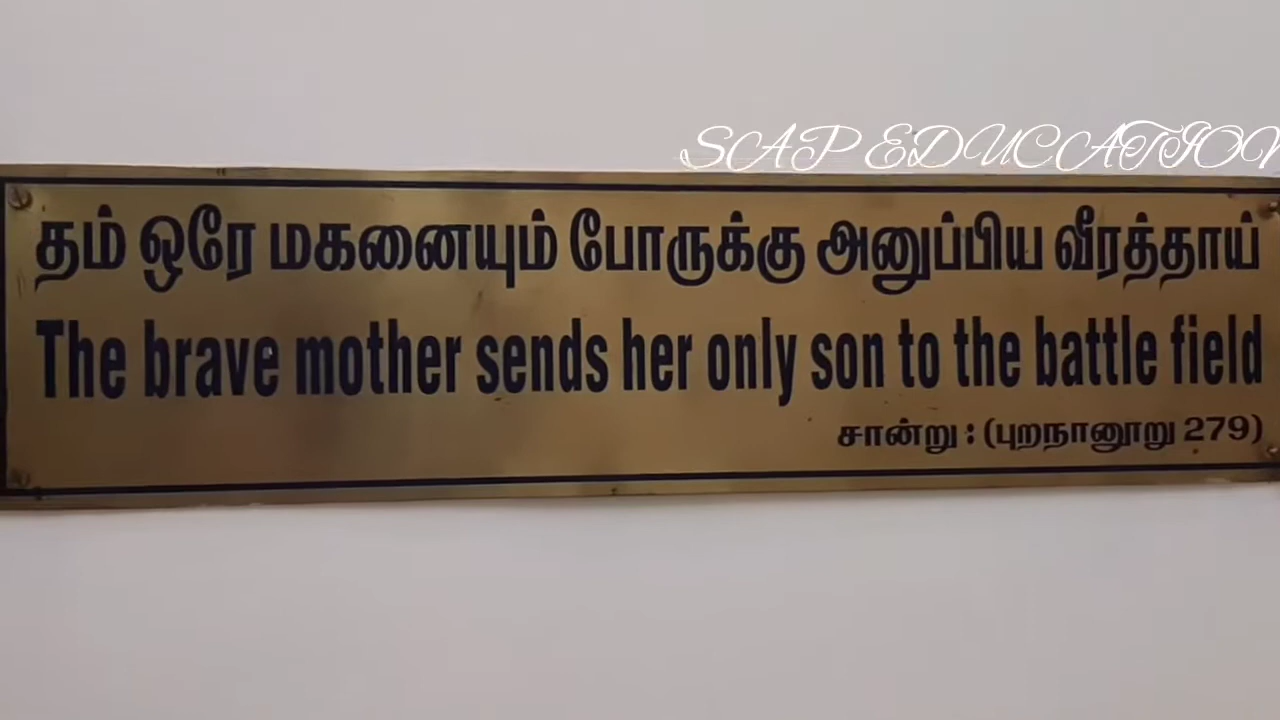 SCAP EDUCATION
தம் ஒரே மகனையும் போருக்கு அனுப்பிய வீரத்தாய்
The brave mother sends her only son to the battle field
சான்று : (புறநானூறு 279)